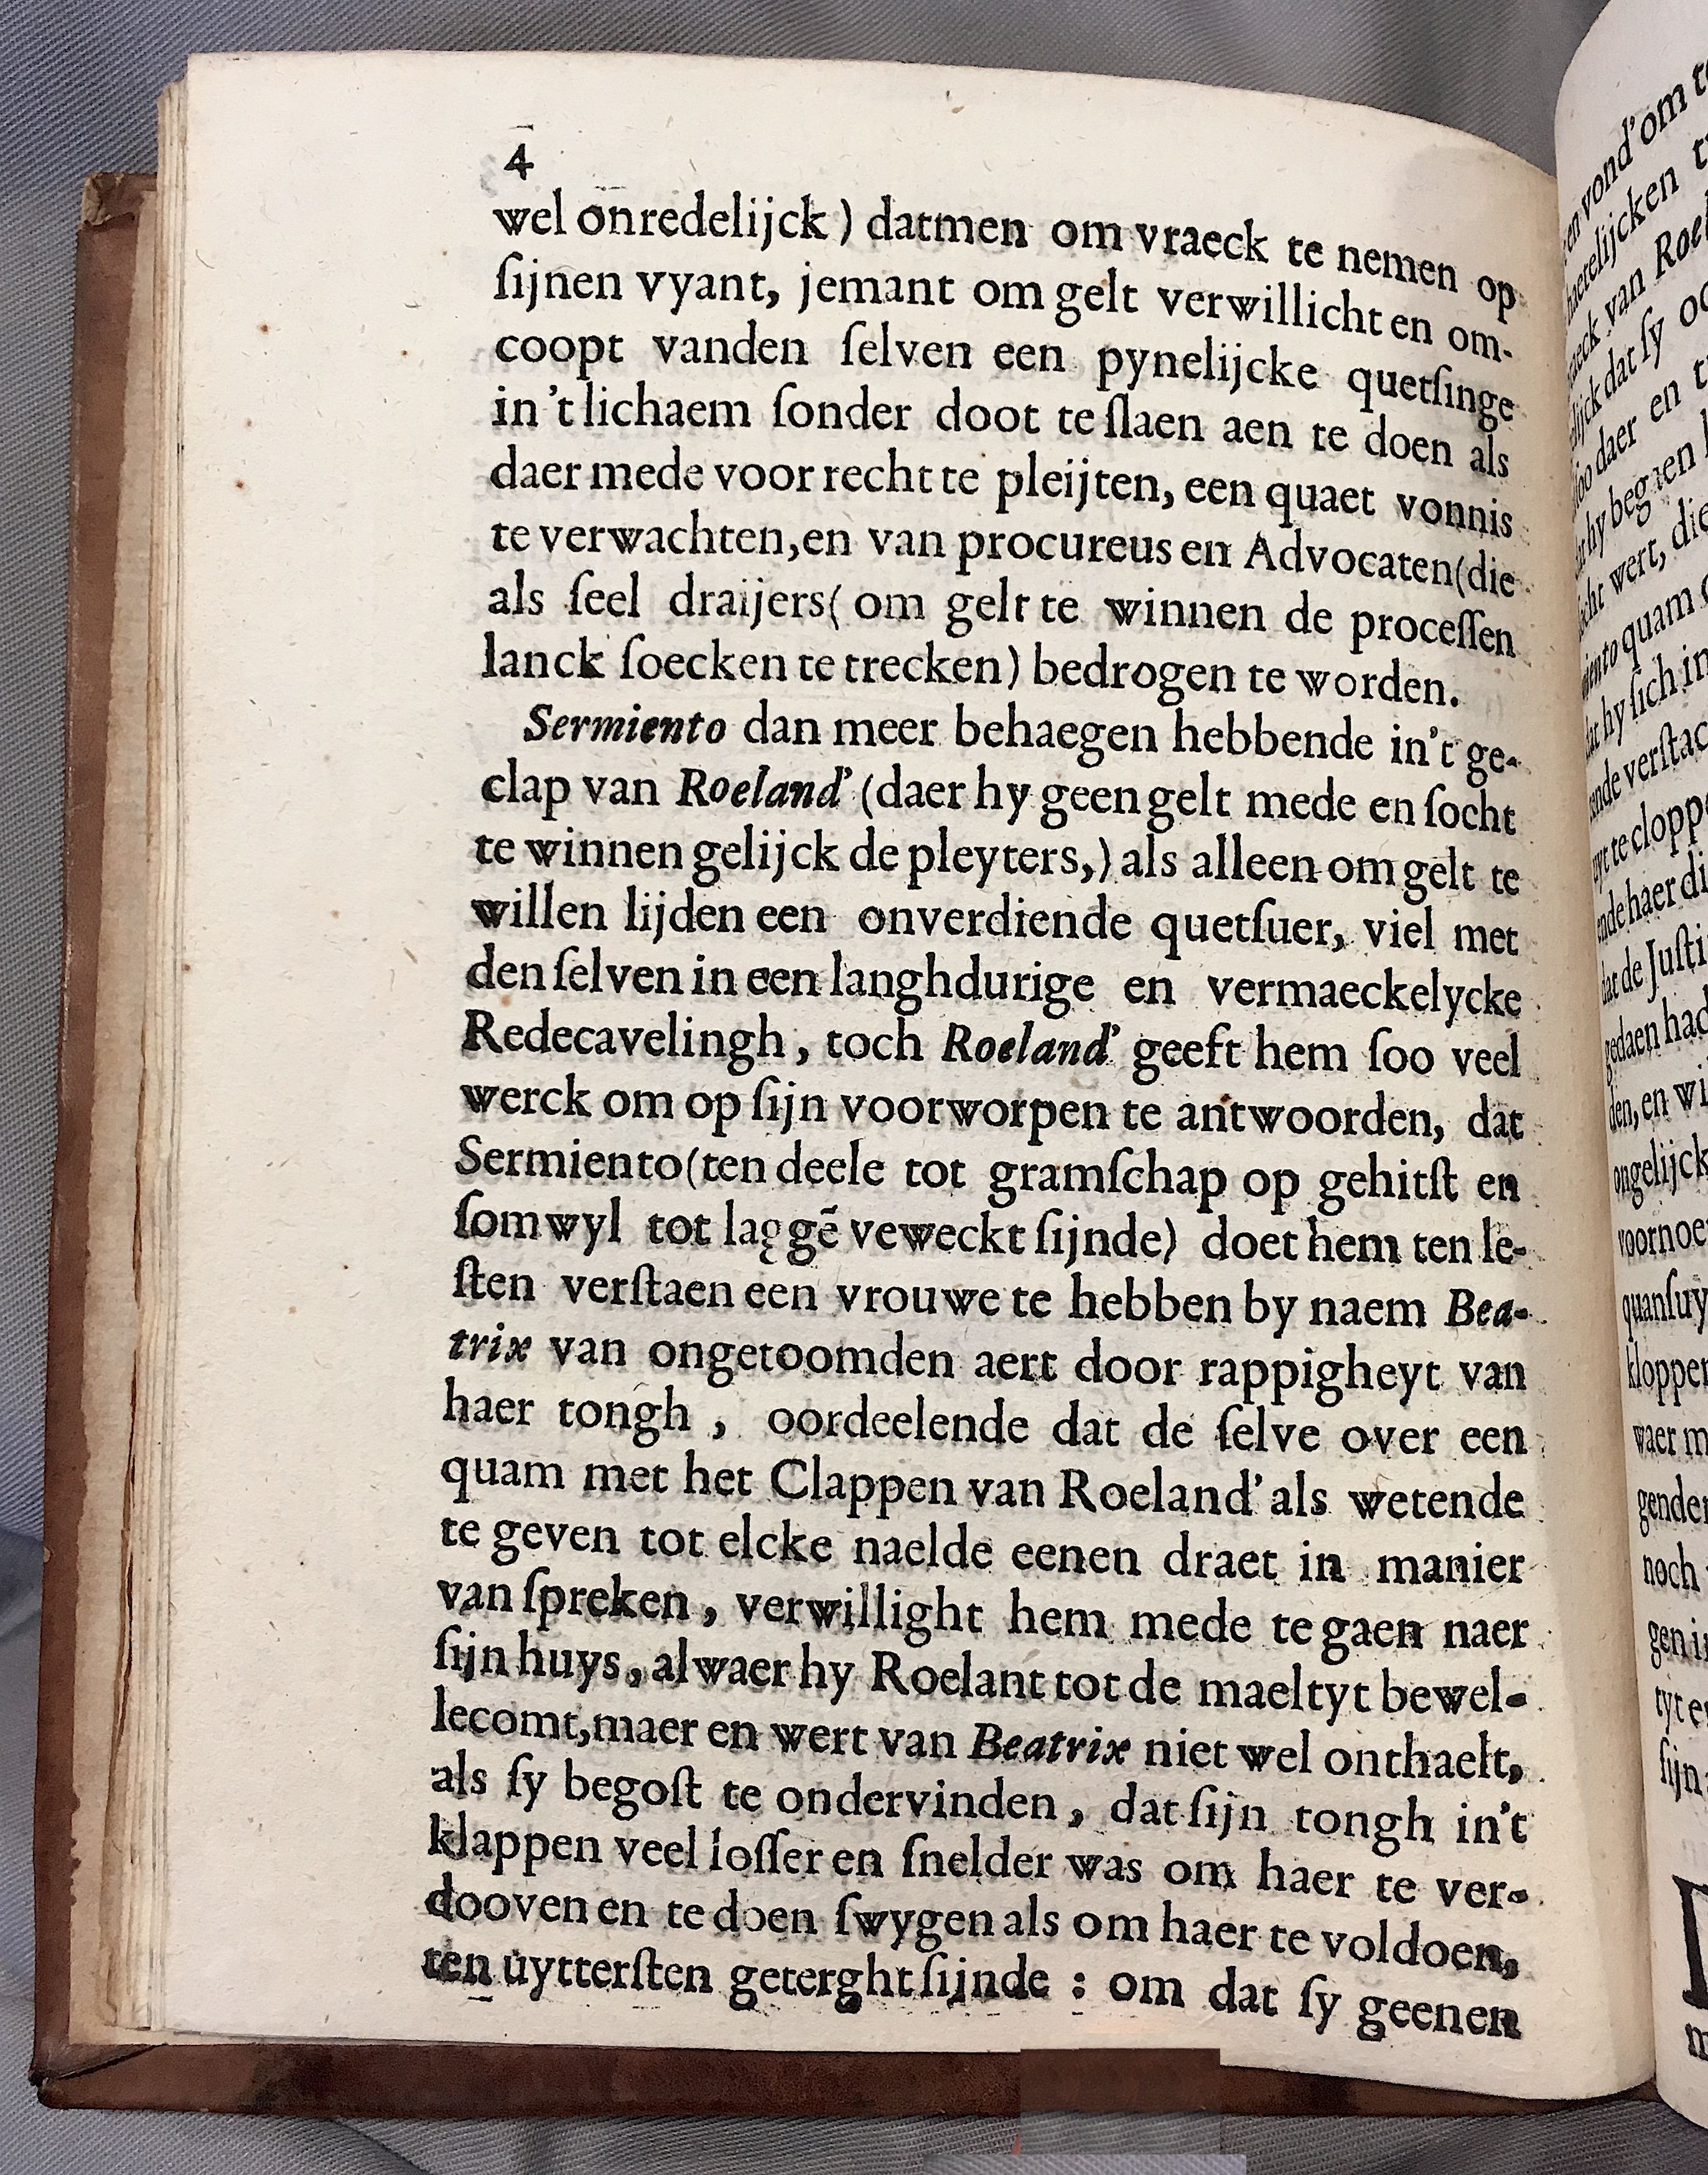 4
wel onredelijck) datmen om vraeck te nemen op
ſijnen vyant, jemant om gelt verwillicht en om-
coopt vanden ſelven een pynelijcke quetſinge
in't lichaem ſonder doot te ſlaen aen te doen als
daer mede voor recht te pleijten, een quaet vonnis
te verwachten,en van procureus en Advocaten(die
als ſeel draijers( om gelt te winnen de proceſſen
lanck ſoecken te trecken) bedrogen te worden.
Sermiento dan meer behaegen hebbende in't ge-
clap van Roeland' (daer hy geen gelt mede en ſocht
te winnen gelijck de pleyters,) als alleen om gelt te
willen lijden een onverdiende quetſuer, viel met
den ſelven in een langhdurige en vermaeckelycke
Redecavelingh, toch Roeland' geeft hem ſoo veel
werck om op ſijn voorworpen te antwoorden, dat
Sermiento(ten deele tot gramſchap op gehitſt en
ſomwyl tot laggē veweckt ſijnde) doet hem ten le-
ſten verſtaen een vrouwe te hebben by naem Bea-
trix van ongetoomden aert door rappigheyt van
haer tongh , oordeelende dat de ſelve over een
quam met het Clappen van Roeland' als wetende
te geven tot elcke naelde eenen draet in manier
van ſpreken, verwillight hem mede te gaen naer
ſijn huys, alwaer hy Roelant tot de maeltyt bewel-
lecomt,maer en wert van Beatrix niet wel onthaelt,
als ſy begoſt te ondervinden, dat ſijn tongh in't
klappen veel loſſer en ſnelder was om haer te ver-
dooven en te doen ſwygen als om haer te voldoen,
ten uytterſten geterght ſijnde : om dat ſy geenen